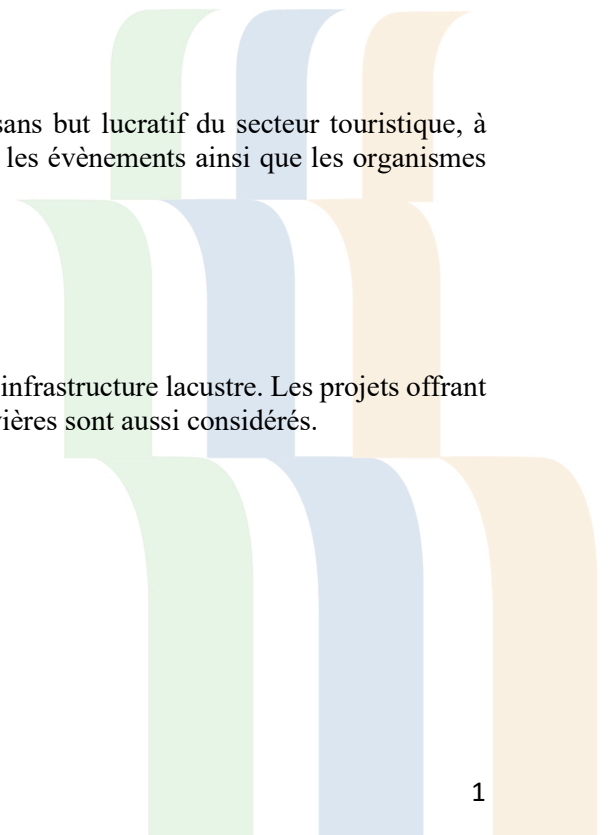 sans but lucratif du secteur touristique, à
les évènements ainsi que les organismes
infrastructure lacustre. Les projets offrant
sont aussi considérés.
1